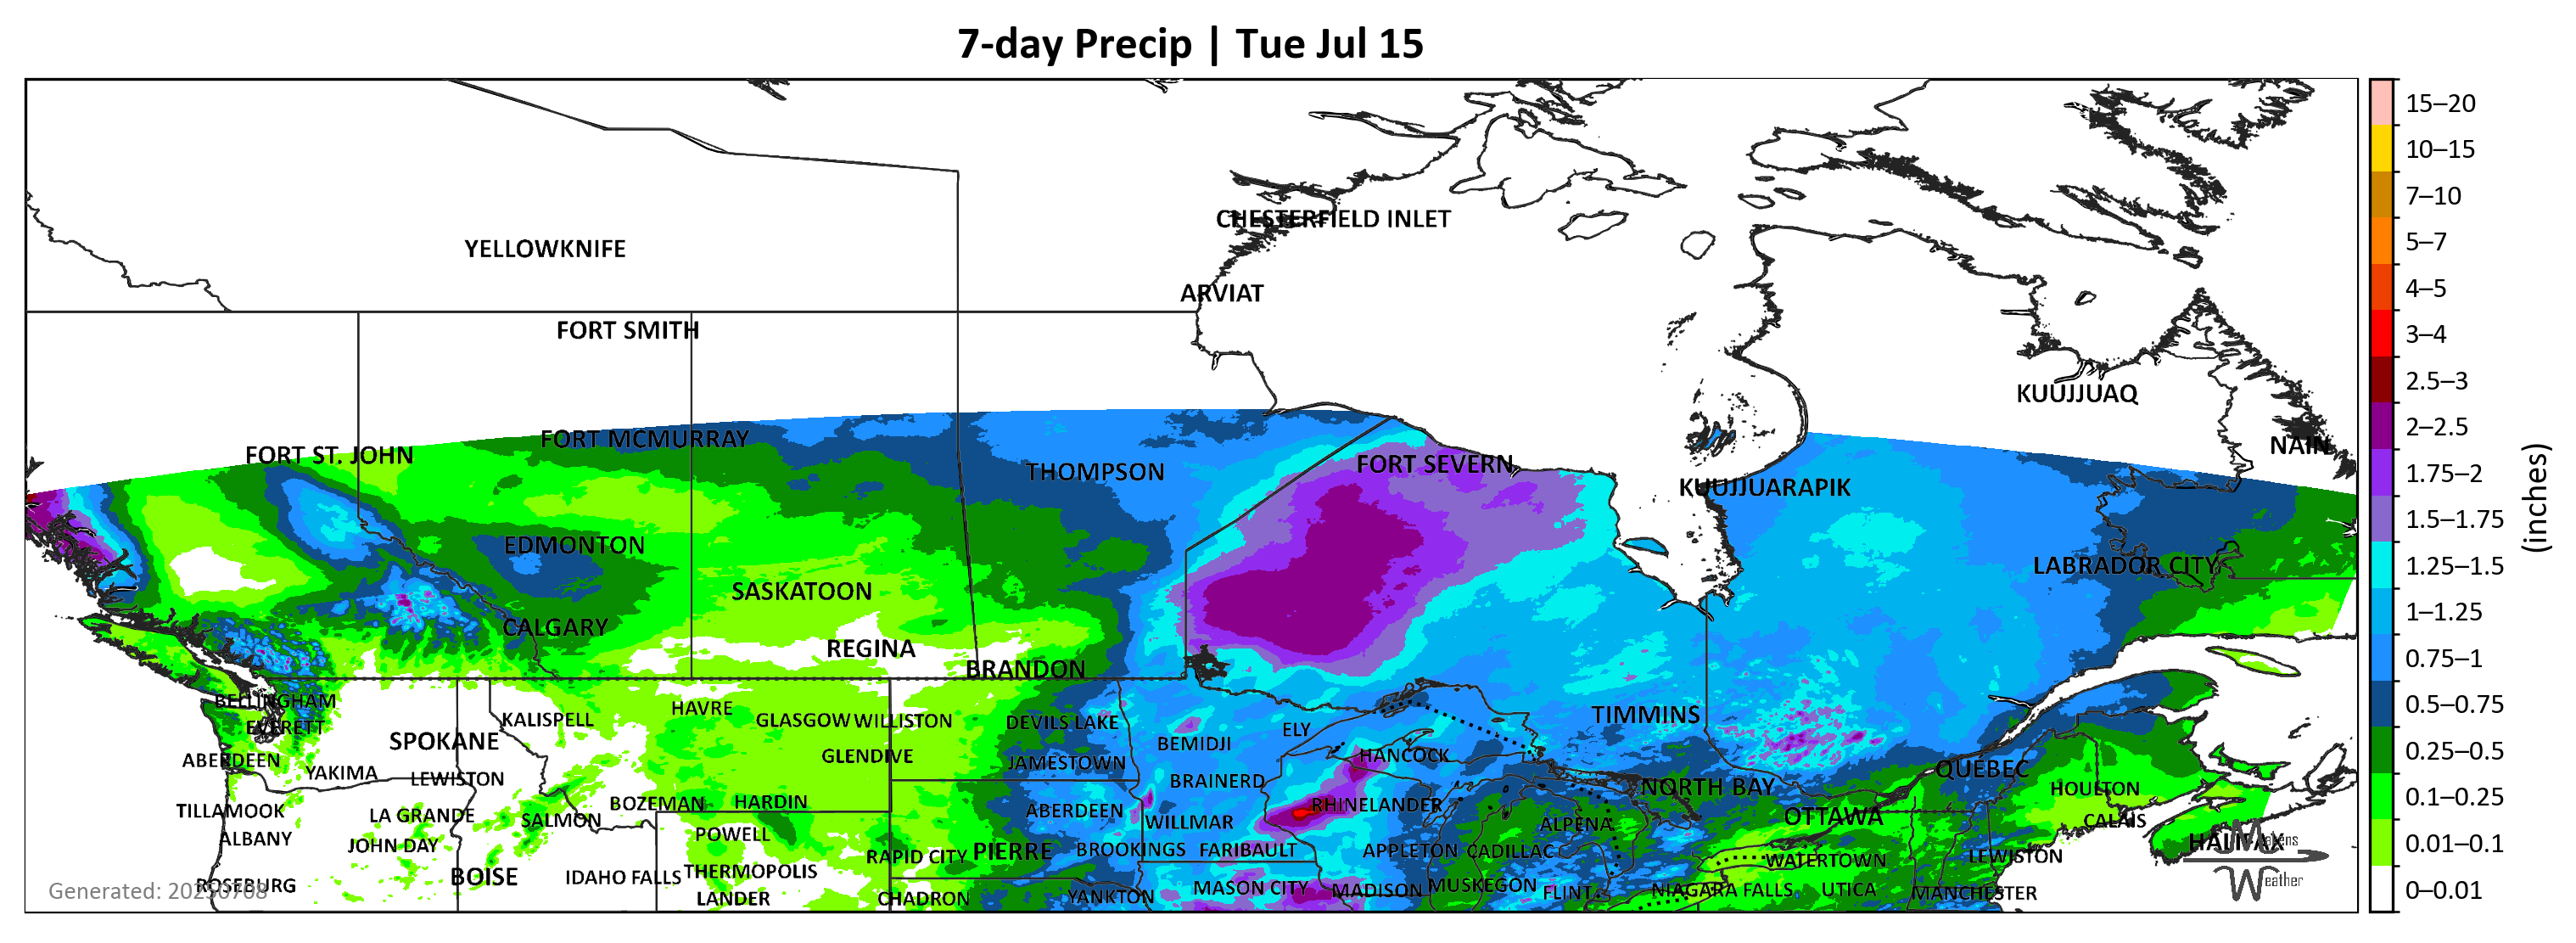 7-day Precip | Tue Jul 15
CHESTERFIELD INLET
YELLOWKNIFE
ARVIAT
FORT SMITH
KUUJJUAQ
FORT MCMURRAY
NAIN
FORT ST. JOHN
FORT SEVERN
THOMPSON
KUUJJUARAPIK
EDMONTON
LABRADOR CITY
SASKATOON
CALGARY
REGINA
BRANDON
BELLINGHAM
HAVRE
KALISPELL
GLASGOW
WILLISTON
DEVILS LAKE
TIMMINS
EVERETT
ELY
SPOKANE
BEMIDJI
GLENDIVE
HANCOCK
ABERDEEN
JAMESTOWN
QUEBEC
YAKIMA
LEWISTON
BRAINERD
NORTH BAY
HOULTON
BOZEMAN
HARDIN
RHINELANDER
TILLAMOOK
LA GRANDE
SALMON
ABERDEEN
WILLMAR
ALPENA
OTTAWA
CALAIS
ALBANY
POWELL
JOHN DAY
HALIFAX
RAPID CITY
PIERRE
BROOKINGS
FARIBAULT
APPLETON
CADILLAC
WATERTOWN
LEWISTON
BOISE
IDAHO FALLS
THERMOPOLIS
ROSEBURG
MASON CITY
MADISON
MUSKEGON
FLINT
NIAGARA FALLS
UTICA
MANCHESTER
LANDER
CHADRON
YANKTON
Generated: 20250708
Weather
15–20
10–15
7–10
5–7
4–5
3–4
2.5–3
2–2.5
1.75–2
1.5–1.75
1.25–1.5
1–1.25
0.75–1
0.5–0.75
0.25–0.5
0.1–0.25
0.01–0.1
0–0.01
(inches)